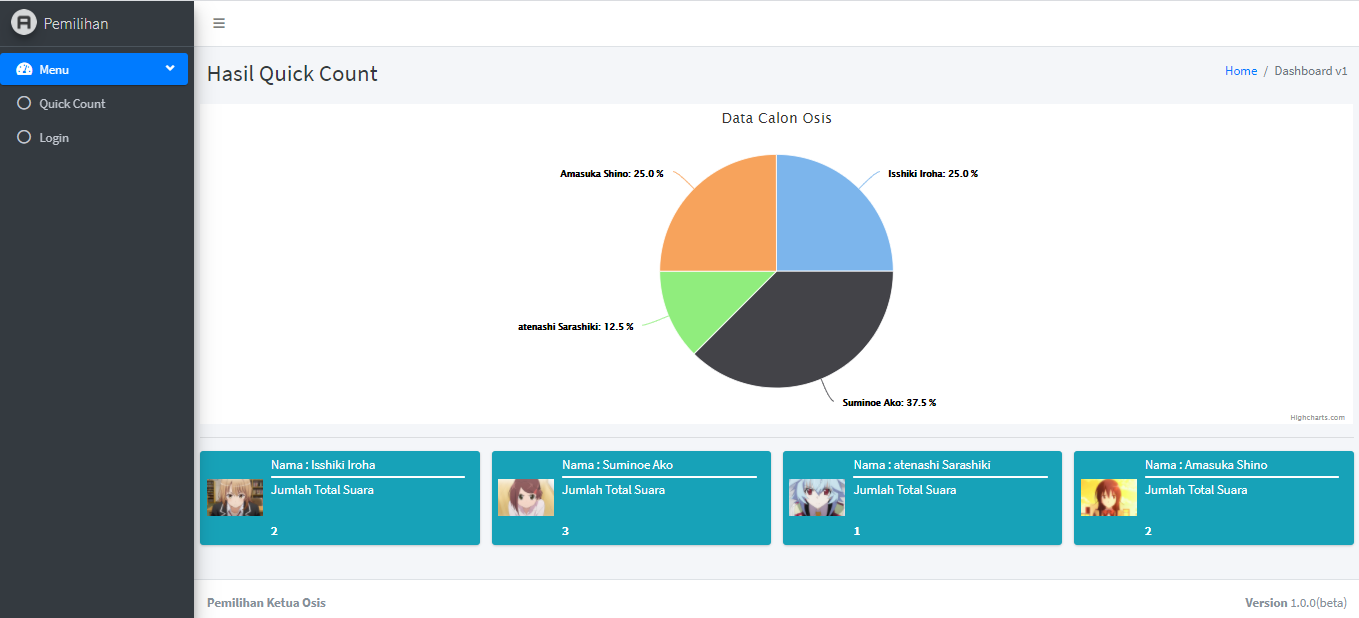 Pemilihan
Menu
Quick Count
Login
Hasil Quick Count
Home / Dashboard v1
Data Calon Osis
Amasuka Shino: 25.0 %
Isshiki Iroha: 25.0 %
atenashi Sarashiki: 12.5 %
Suminoe Ako: 37.5 %
Highcharts.com
Nama : Isshiki Iroha
Jumlah Total Suara
2
Nama : Suminoe Ako
Jumlah Total Suara
3
Nama : atenashi Sarashiki
Jumlah Total Suara
1
Nama : Amasuka Shino
Jumlah Total Suara
2
Pemilihan Ketua Osis
Version 1.0.0(beta)